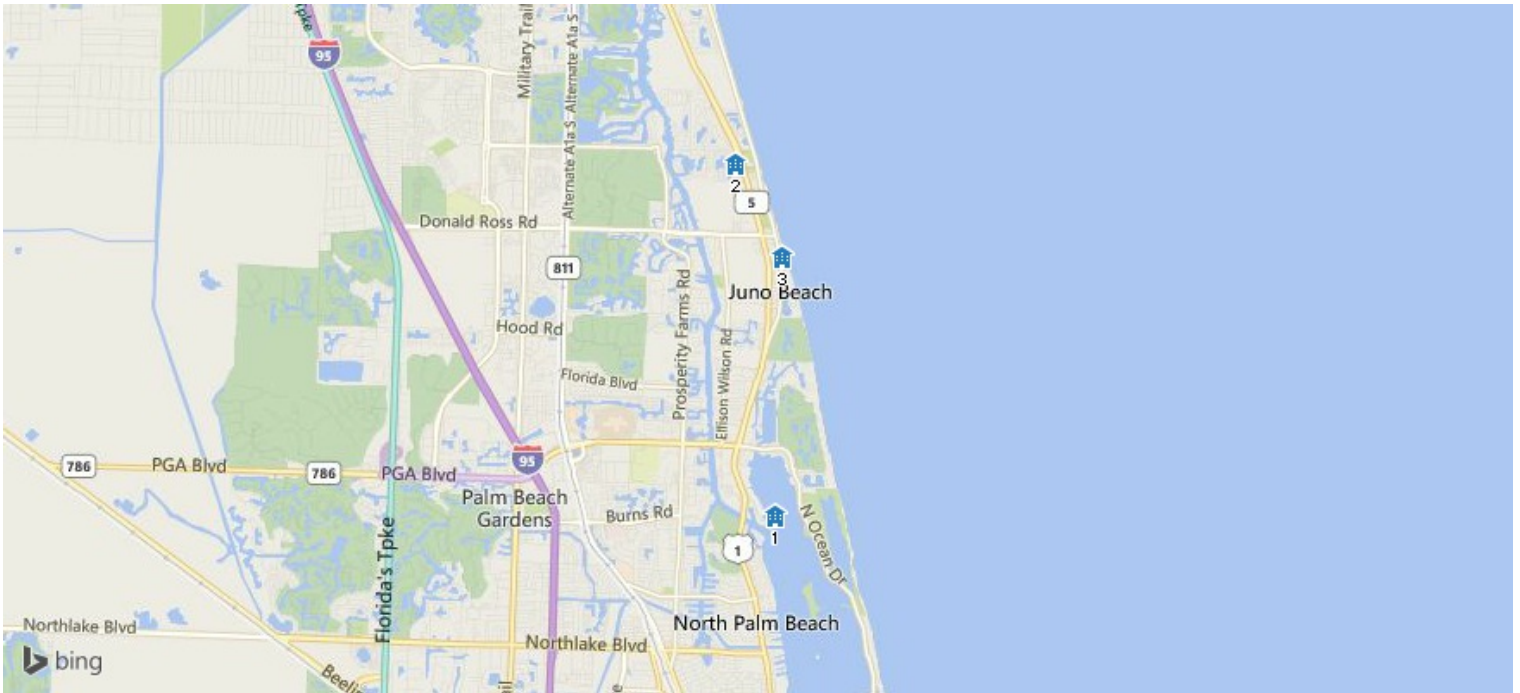 Tpke
95
Military Trail
Alternate A1a S. Alternate A1a S
2
5
Donald Ross Rd
811
3
Juno Beach
Hood Rd
Prosperity Farms Rd
Ellison Wilson Rd
Florida Blvd
786
PGA Blvd
786
PGA Blvd
95
Palm Beach
Gardens
Burns Rd
1
1
N Ocean Dr
Florida's Tpke
North Palm Beach
Northlake Blvd
Northlake Blvd
bing